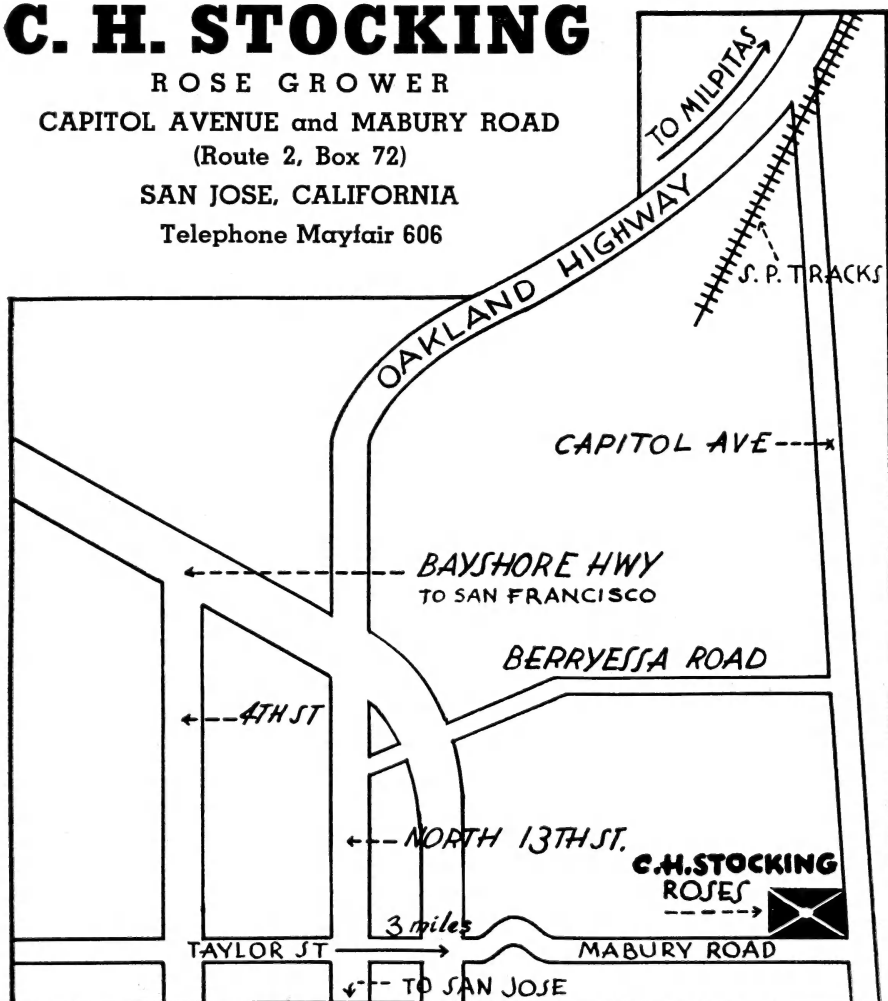 C. H. STOCKING
ROSE GROWER
CAPITOL AVENUE and MABURY ROAD
(Route 2, Box 72)
SAN JOSE, CALIFORNIA
Telephone Mayfair 606
TO MILPITAS
OAKLAND HIGHWAY
S. P. TRACKS
CAPITOL AVE
BAYSHORE HWY
TO SAN FRANCISCO
BERRYESSA ROAD
4TH ST
NORTH 13TH ST.
C.H.STOCKING
ROSES
3 miles
TAYLOR ST
MABURY ROAD
TO SAN JOSE